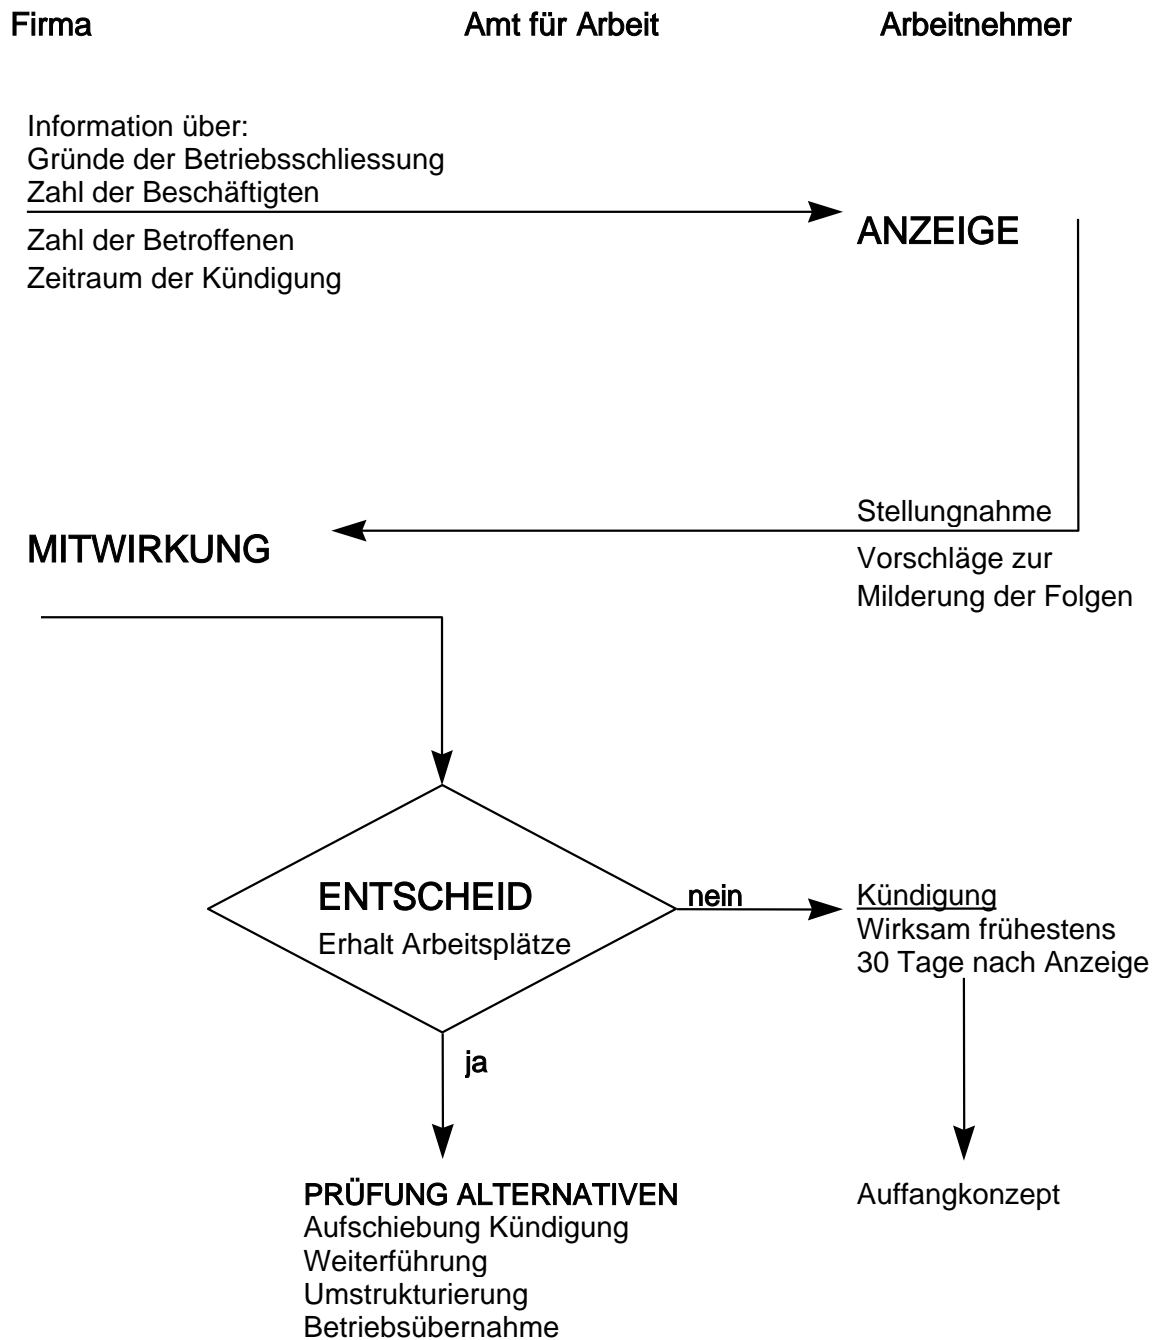 Firma
Amt für Arbeit
Arbeitnehmer
Information über:
Gründe der Betriebsschliessung
Zahl der Beschäftigten
Zahl der Betroffenen
Zeitraum der Kündigung
ANZEIGE
Stellungnahme
Vorschläge zur
Milderung der Folgen
MITWIRKUNG
ENTSCHEID
Erhalt Arbeitsplätze
nein
Kündigung
Wirksam frühestens
30 Tage nach Anzeige
ja
PRÜFUNG ALTERNATIVEN
Aufschiebung Kündigung
Weiterführung
Umstrukturierung
Betriebsübernahme
Auffangkonzept